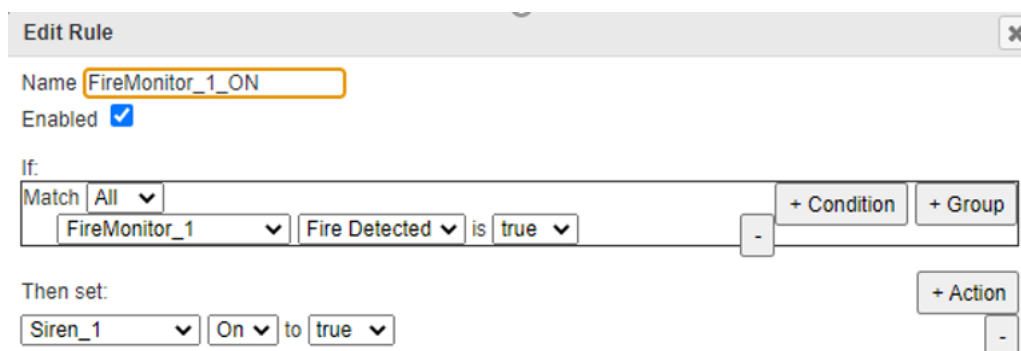 Edit Rule
Name FireMonitor_1_ON
Enabled
If:
Match All + Condition + Group
FireMonitor_1 Fire Detected is true -
Then set:
+ Action
Siren_1 On to true -